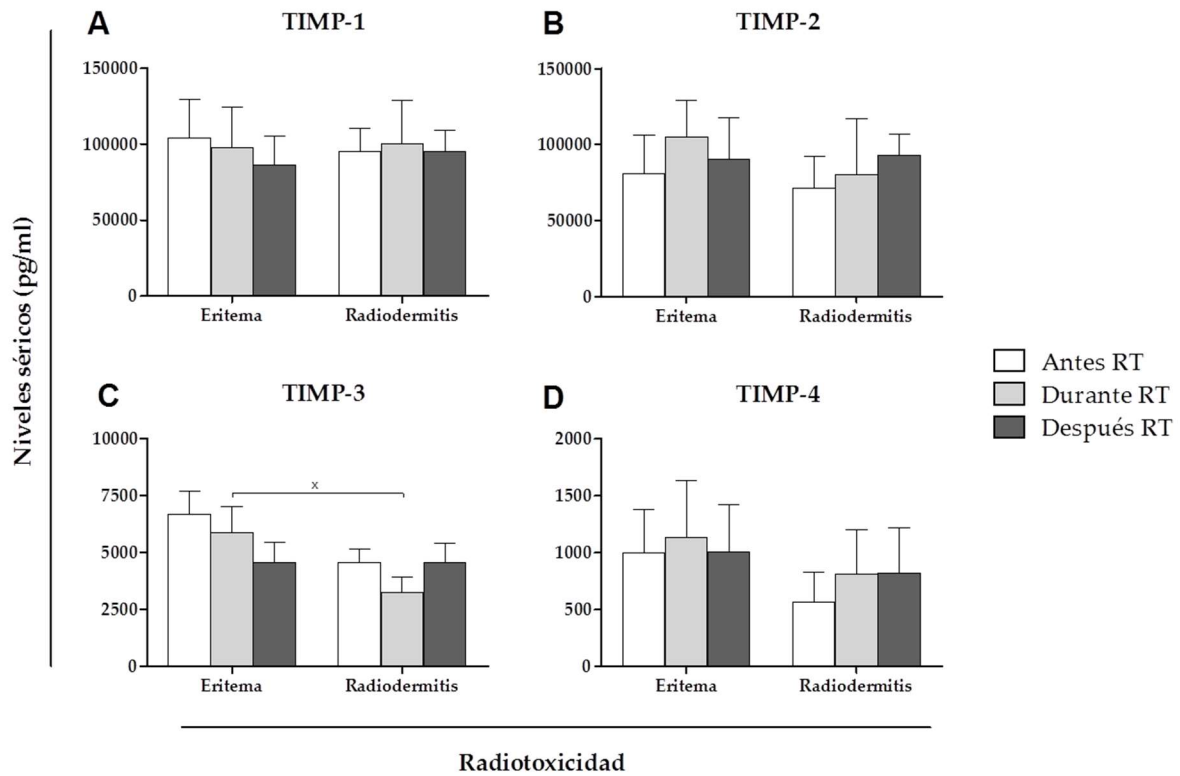 A
TIMP-1
150000
100000
50000
0
Eritema
Radiodermitis
B
TIMP-2
150000
100000
50000
0
Eritema
Radiodermitis
Niveles séricos (pg/ml)
Antes RT
Durante RT
Después RT
C
TIMP-3
10000
7500
5000
2500
0
x
Eritema
Radiodermitis
D
TIMP-4
2000
1500
1000
500
0
Eritema
Radiodermitis
Radiotoxicidad